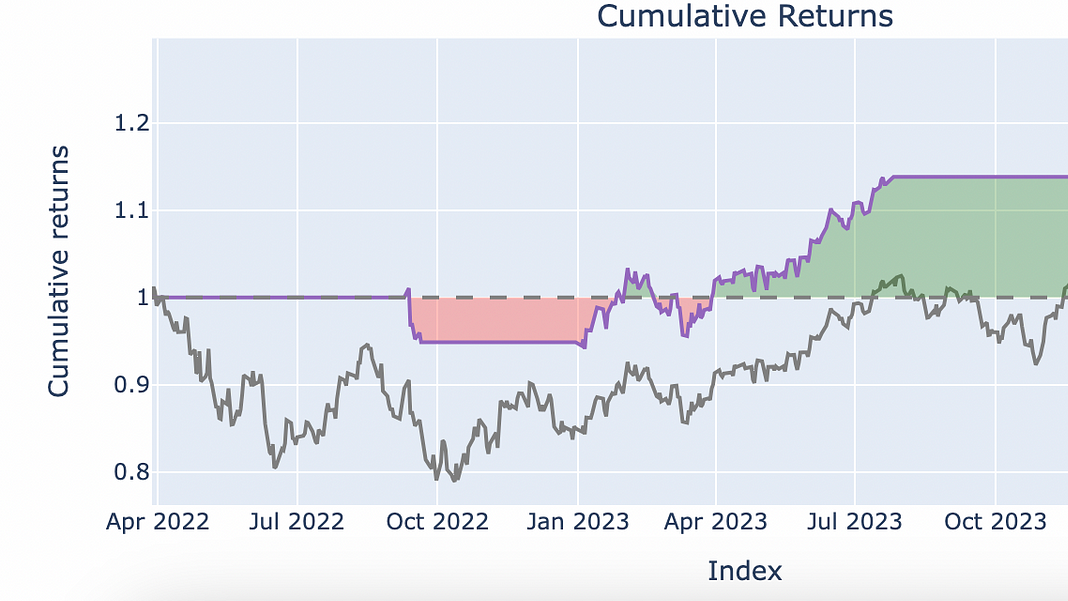 Cumulative Returns
Cumulative returns
1.2
1.1
1
0.9
0.8
Apr 2022 Jul 2022 Oct 2022 Jan 2023 Apr 2023 Jul 2023 Oct 2023
Index